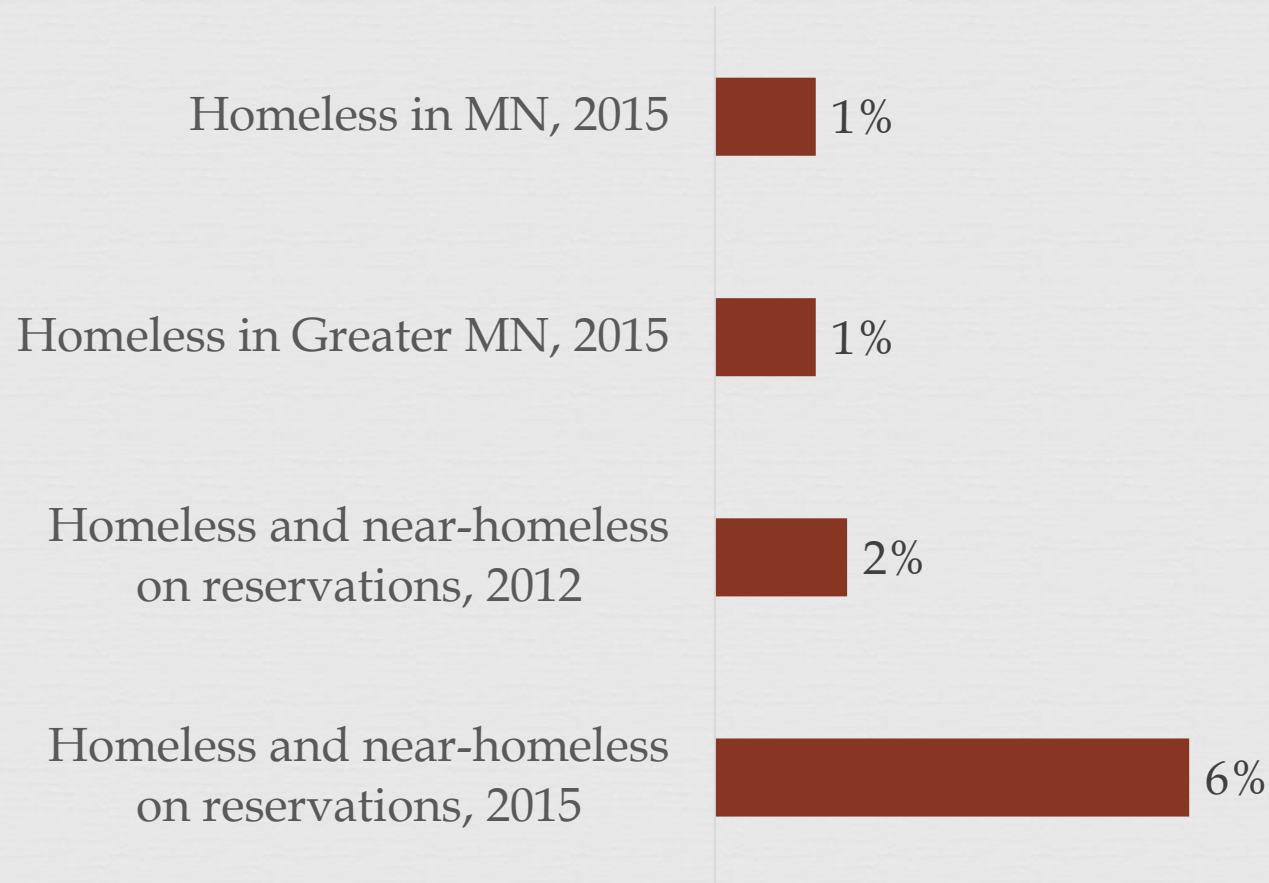 Homeless in MN, 2015
1%
Homeless in Greater MN, 2015
1%
Homeless and near-homeless
on reservations, 2012
2%
Homeless and near-homeless
on reservations, 2015
6%